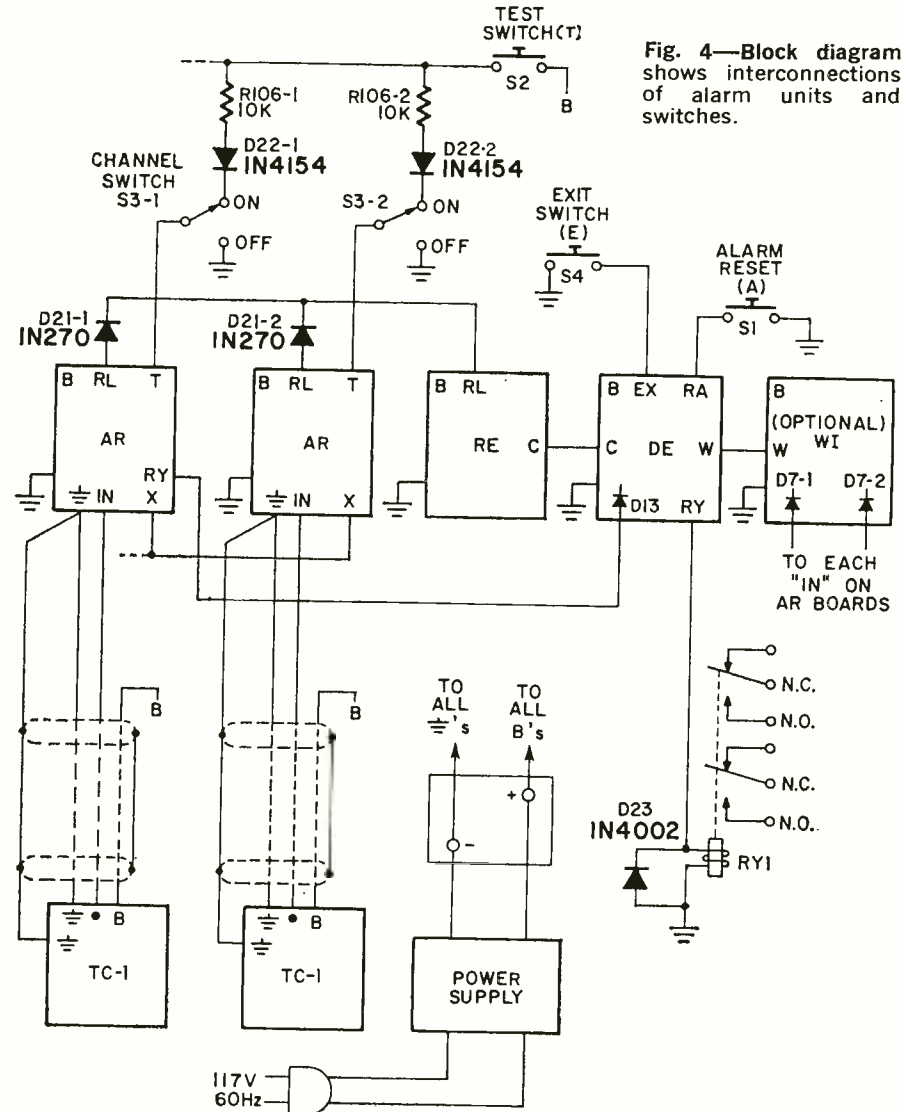 TEST
SWITCH(T)
S2
B
Fig. 4—Block diagram
shows interconnections
of alarm units and
switches.
R106-1
10K
R106-2
10K
D22-1
IN4154
D22-2
IN4154
CHANNEL
SWITCH
S3-1
ON
OFF
S3-2
ON
OFF
EXIT
SWITCH
(E)
S4
ALARM
RESET
(A)
S1
D21-1
IN270
D21-2
IN270
B RL T
AR
RY
IN X
B RL T
AR
IN X
B RL
RE C
B EX RA
C DE W
D13 RY
B
(OPTIONAL)
W WI
D7-1 D7-2
TO EACH
"IN" ON
AR BOARDS
B
B
TO
ALL
's
TO
ALL
B's
+
-
N.C.
N.O.
N.C.
N.O.
D23
IN4002
RY1
B
TC-1
B
TC-1
POWER
SUPPLY
117V
60Hz